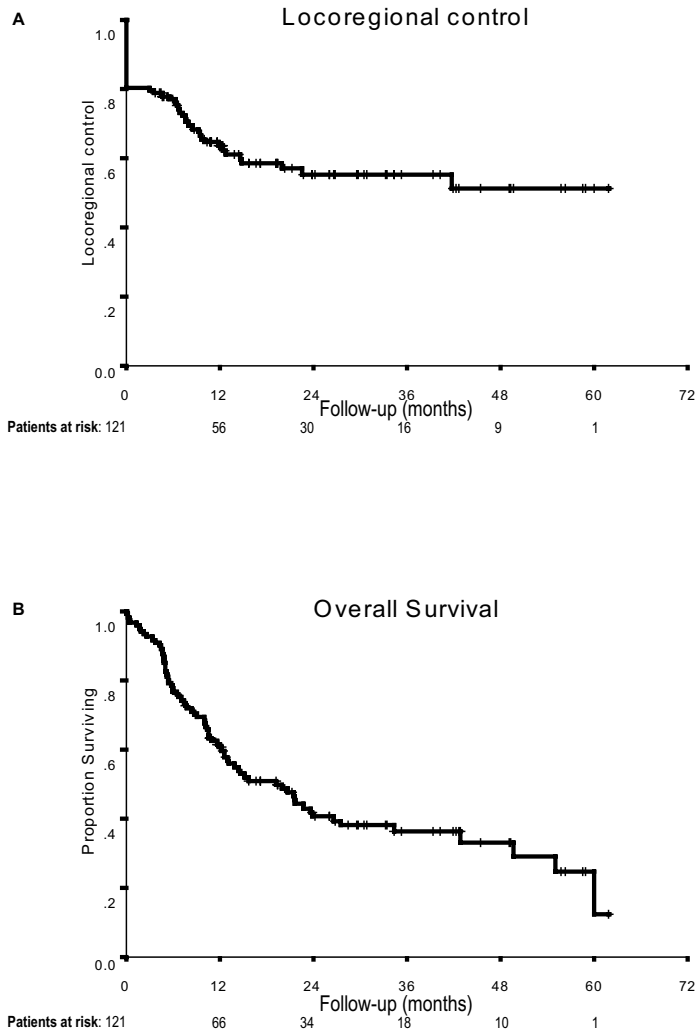 A
Locoregional control
1.0
.8
.6
.4
.2
0.0
Locoregional control
0 12 24 36 48 60 72
Follow-up (months)
Patients at risk: 121 56 30 16 9 1
B
Overall Survival
1.0
.8
.6
.4
.2
0.0
Proportion Surviving
0 12 24 36 48 60 72
Follow-up (months)
Patients at risk: 121 66 34 18 10 1